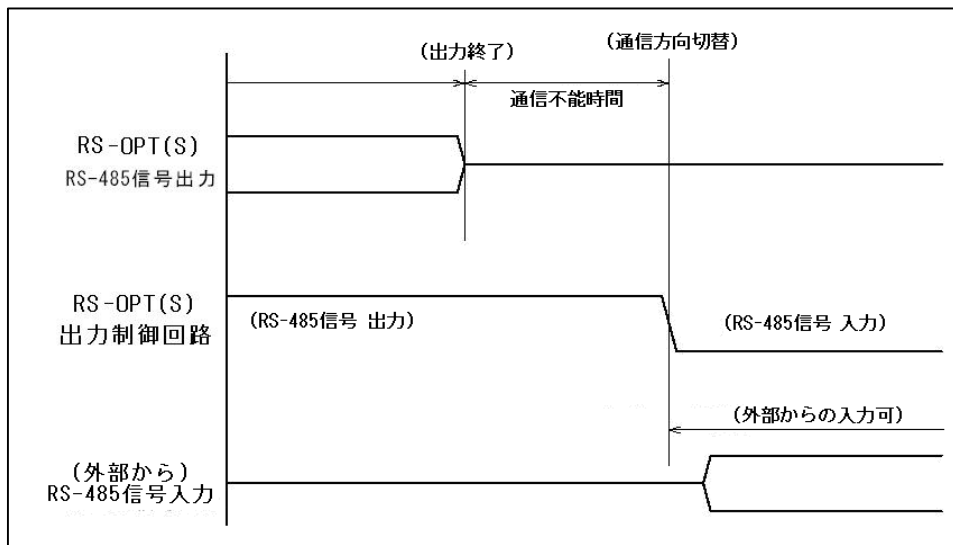 (出力終了)
(通信方向切替)
通信不能時間
RS-OPT(S)
RS-485信号出力
RS-OPT(S)
出力制御回路
(RS-485信号 出力)
(RS-485信号 入力)
(外部からの入力可)
(外部から)
RS-485信号入力